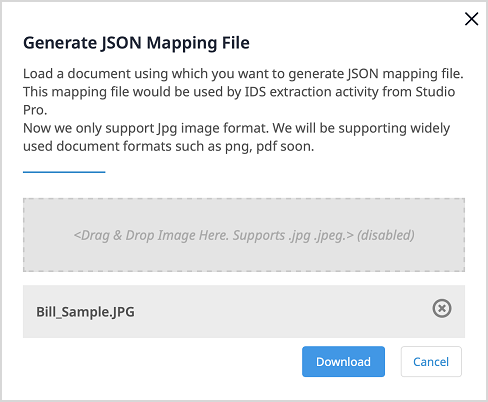 Generate JSON Mapping File
Load a document using which you want to generate JSON mapping file.
This mapping file would be used by IDS extraction activity from Studio
Pro.
Now we only support Jpg image format. We will be supporting widely
used document formats such as png, pdf soon.
<Drag & Drop Image Here. Supports .jpg .jpeg.> (disabled)
Bill_Sample.JPG
Download
Cancel